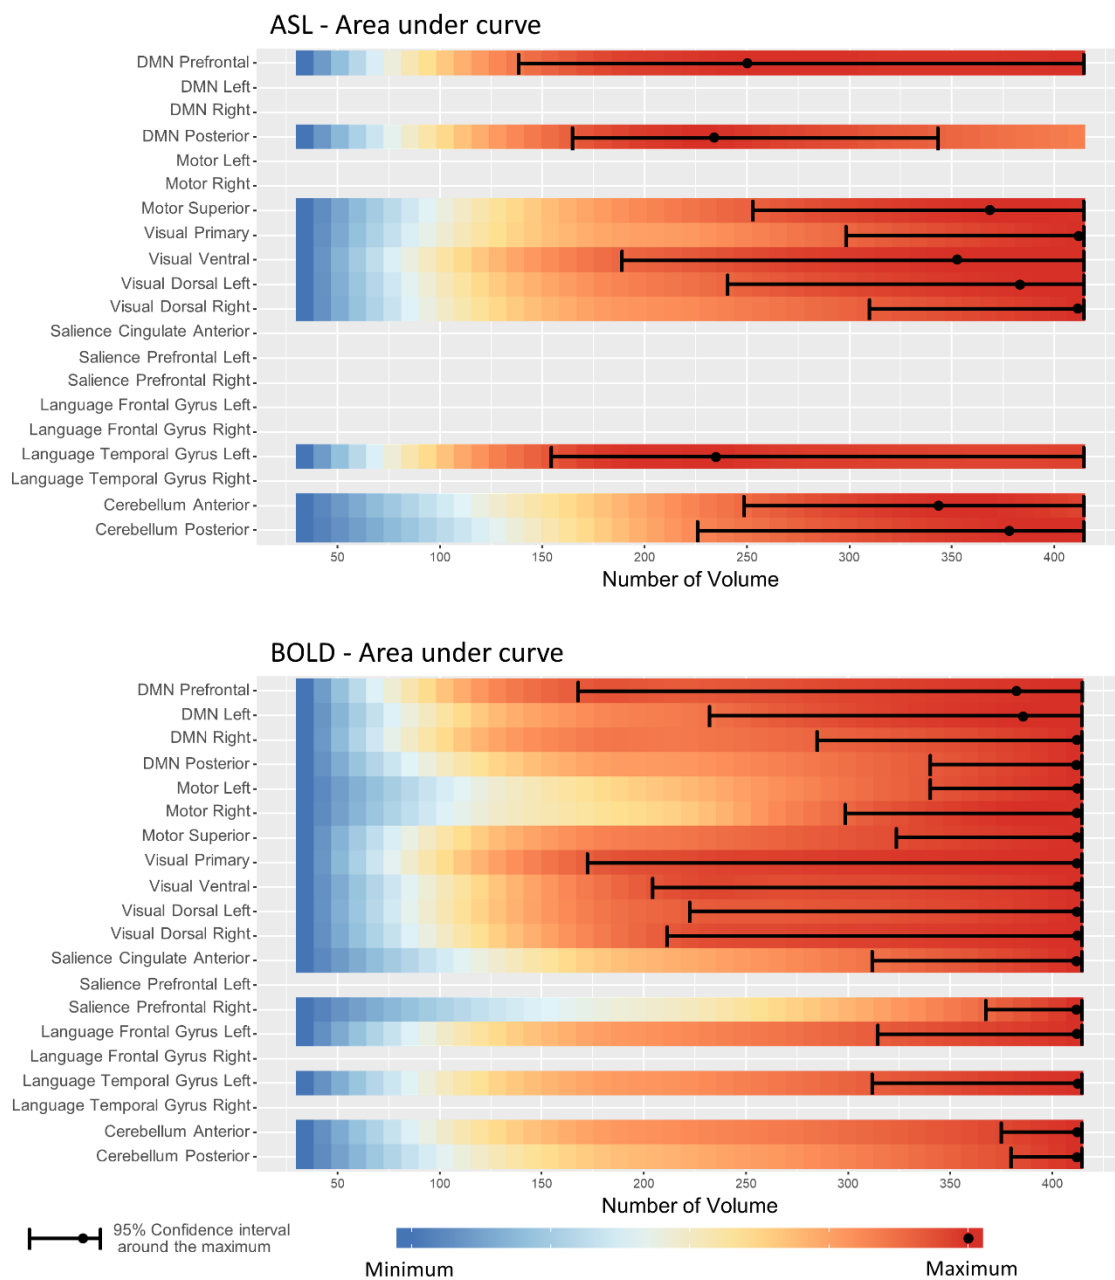 ASL - Area under curve
DMN Prefrontal
DMN Left
DMN Right
DMN Posterior
Motor Left
Motor Right
Motor Superior
Visual Primary
Visual Ventral
Visual Dorsal Left
Visual Dorsal Right
Salience Cingulate Anterior
Salience Prefrontal Left
Salience Prefrontal Right
Language Frontal Gyrus Left
Language Frontal Gyrus Right
Language Temporal Gyrus Left
Language Temporal Gyrus Right
Cerebellum Anterior
Cerebellum Posterior
50 100 150 200 250 300 350 400
Number of Volume
BOLD - Area under curve
DMN Prefrontal
DMN Left
DMN Right
DMN Posterior
Motor Left
Motor Right
Motor Superior
Visual Primary
Visual Ventral
Visual Dorsal Left
Visual Dorsal Right
Salience Cingulate Anterior
Salience Prefrontal Left
Salience Prefrontal Right
Language Frontal Gyrus Left
Language Frontal Gyrus Right
Language Temporal Gyrus Left
Language Temporal Gyrus Right
Cerebellum Anterior
Cerebellum Posterior
50 100 150 200 250 300 350 400
Number of Volume
95% Confidence interval
around the maximum
Minimum Maximum